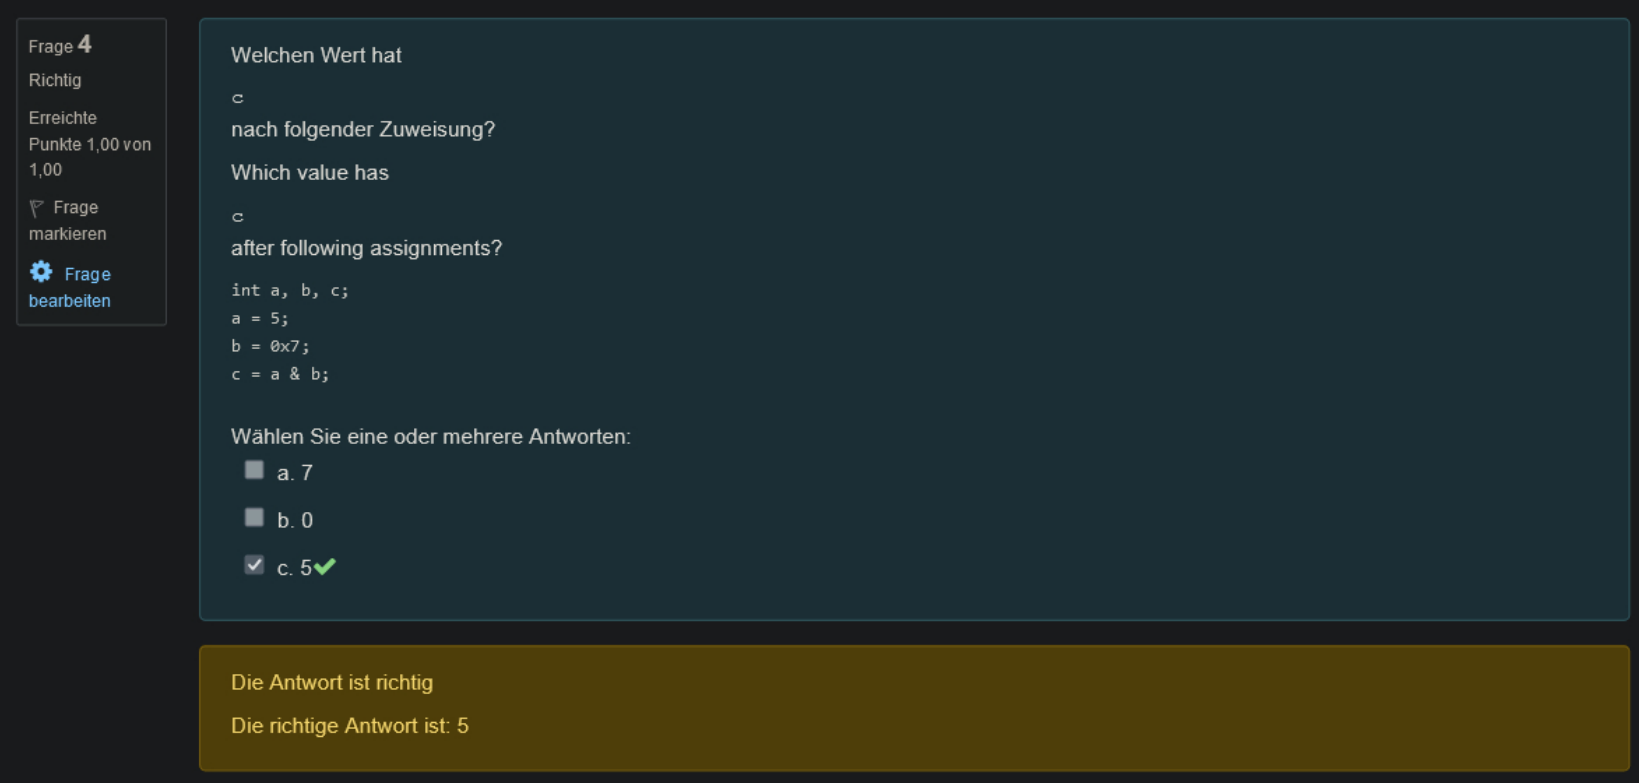 Frage 4
Richtig
Erreichte
Punkte 1,00 von
1,00
Frage
markieren
Frage
bearbeiten
Welchen Wert hat
c
nach folgender Zuweisung?
Which value has
c
after following assignments?
int a, b, c;
a = 5;
b = 0x7;
c = a & b;
Wählen Sie eine oder mehrere Antworten:
a. 7
b. 0
c. 5
Die Antwort ist richtig
Die richtige Antwort ist: 5